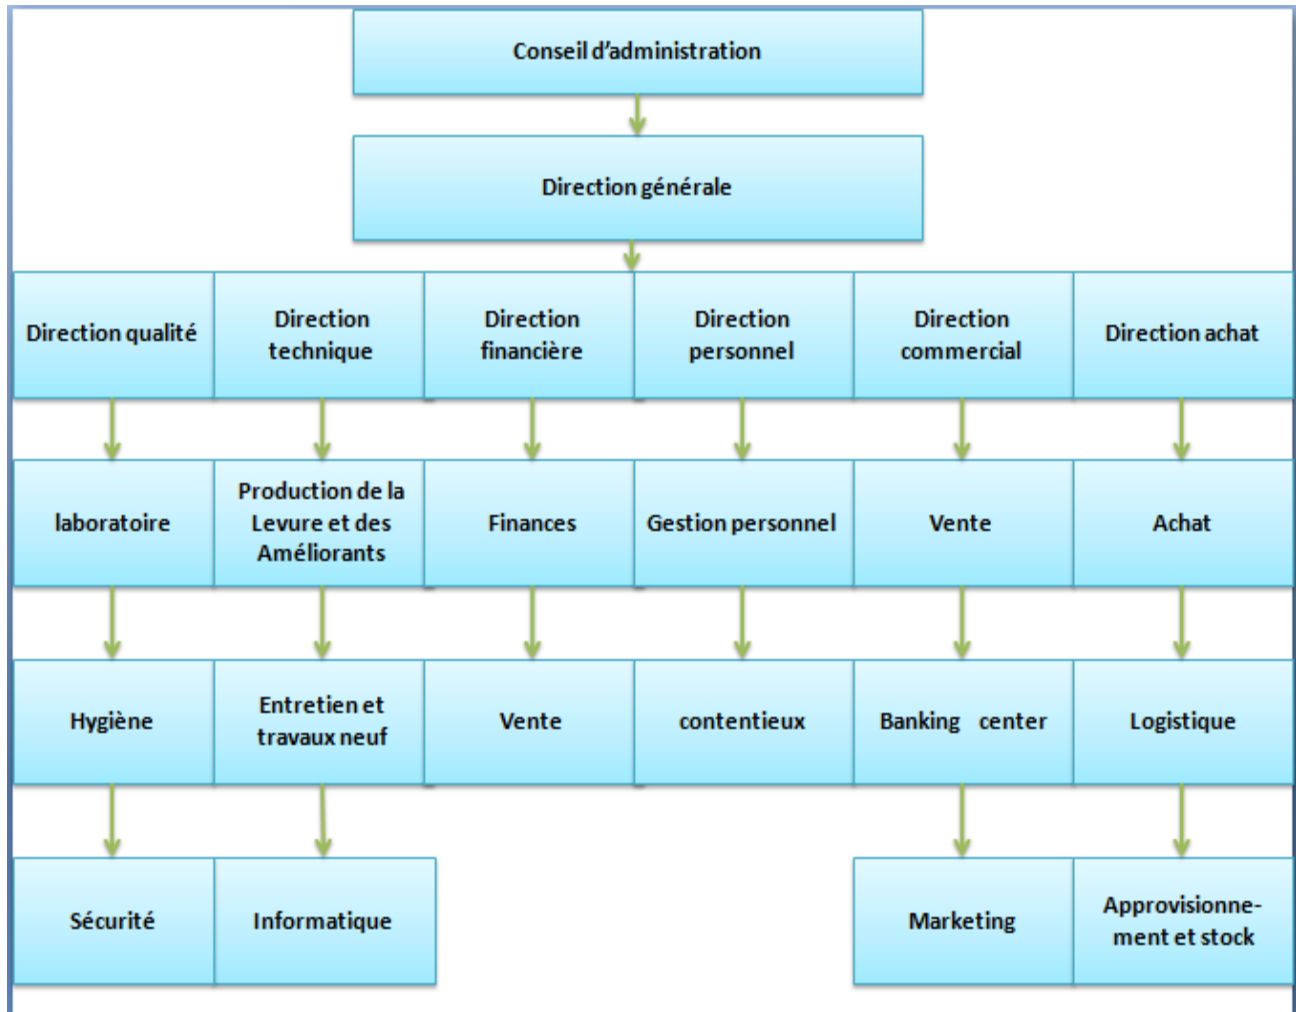 Conseil d'administration
Direction générale
Direction qualité
Direction
technique
Direction
financière
Direction
personnel
Direction
commercial
Direction achat
laboratoire
Production de la
Levure et des
Améliorants
Finances
Gestion personnel
Vente
Achat
Hygiène
Entretien et
travaux neuf
Vente
contentieux
Banking center
Logistique
Sécurité
Informatique
Marketing
Approvisionne-
ment et stock